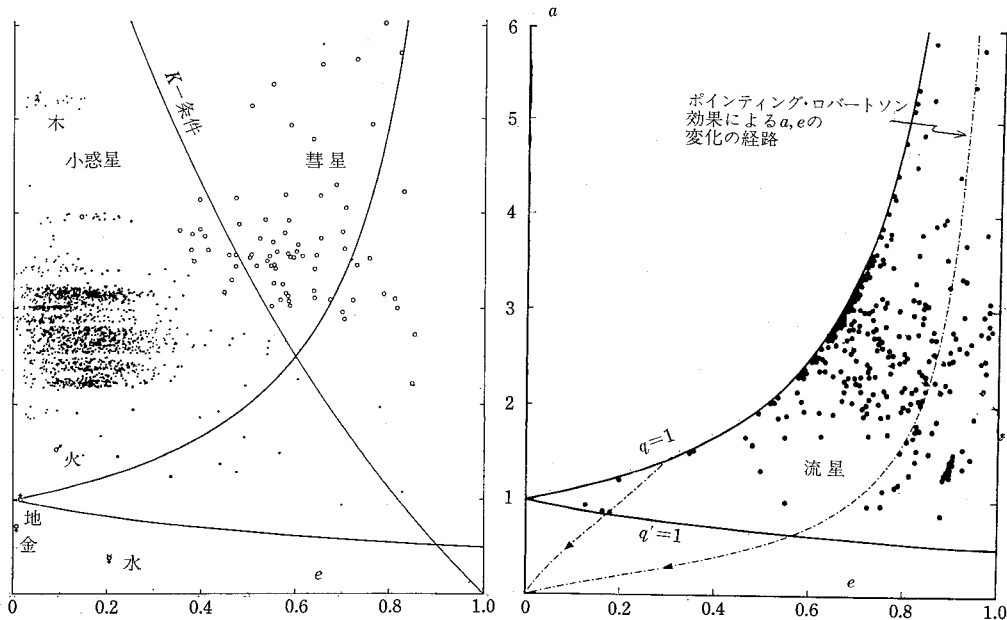 K—条件
木
小惑星
彗星
火
地
金
水
e
0 0.2 0.4 0.6 0.8 1.0
a
6
5
4
3
2
1
ポインティング・ロバートソン
効果によるa, eの
変化の経路
q=1
流星
q′=1
e
0 0.2 0.4 0.6 0.8 1.0